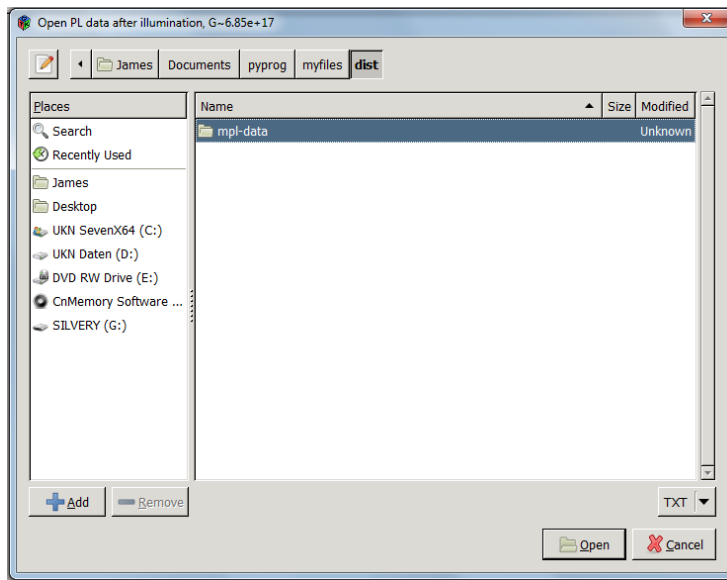 Open PL data after illumination, G~6.85e+17
James Documents pyprog myfiles dist
Places Name Size Modified
Search mpl-data Unknown
Recently Used
James
Desktop
UKN SevenX64 (C:)
UKN Daten (D:)
DVD RW Drive (E:)
CnMemory Software ...
SILVERY (G:)
Add Remove TXT
Open Cancel